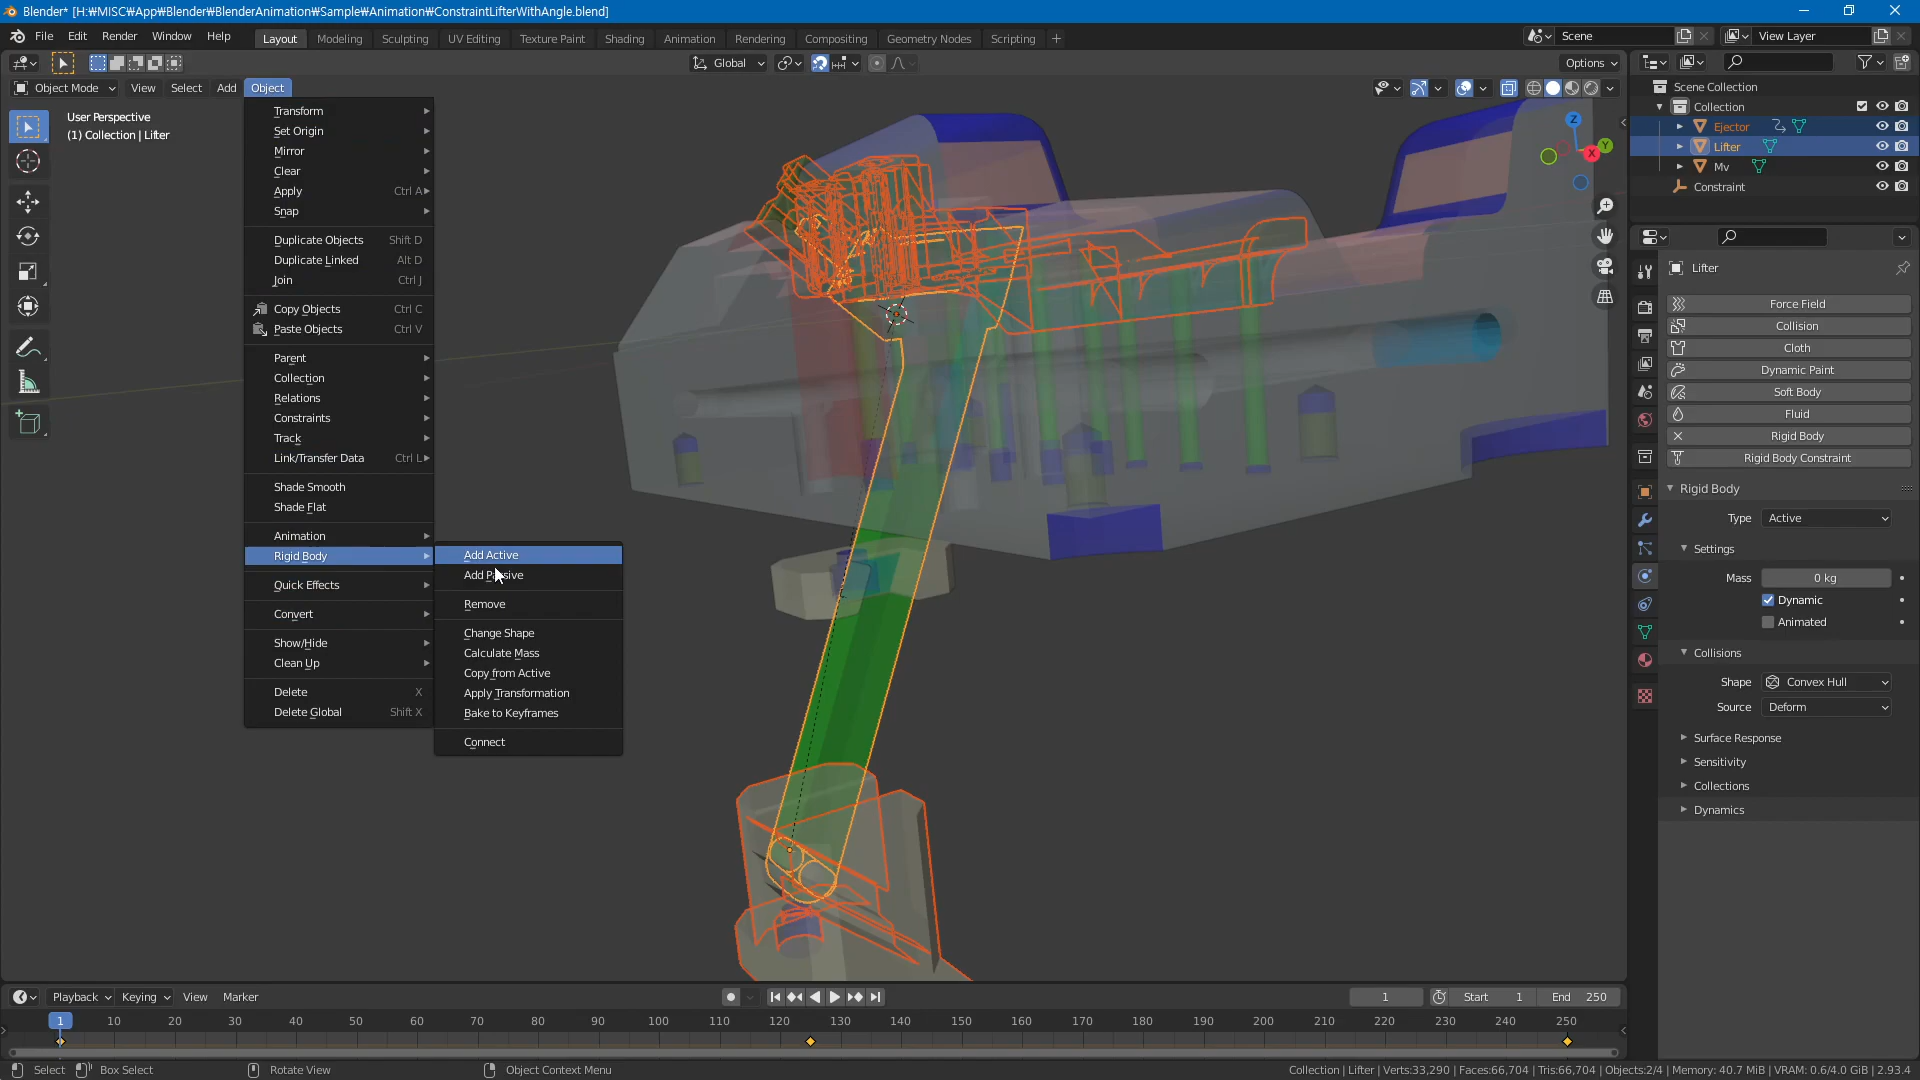 Blender* [H:₩MISC₩App₩Blender₩BlenderAnimation₩Sample₩Animation₩ConstraintLifterWithAngle.blend]
File Edit Render Window Help
Layout Modeling Sculpting UV Editing Texture Paint Shading Animation Rendering Compositing Geometry Nodes Scripting
Scene
View Layer
Global
Options
Object Mode View Select Add Object
User Perspective
(1) Collection | Lifter
Transform
Set Origin
Mirror
Clear
Apply Ctrl A
Snap
Duplicate Objects Shift D
Duplicate Linked Alt D
Join Ctrl J
Copy Objects Ctrl C
Paste Objects Ctrl V
Parent
Collection
Relations
Constraints
Track
Link/Transfer Data Ctrl L
Shade Smooth
Shade Flat
Animation
Rigid Body
Quick Effects
Convert
Show/Hide
Clean Up
Delete X
Delete Global Shift X
Add Active
Add Passive
Remove
Change Shape
Calculate Mass
Copy from Active
Apply Transformation
Bake to Keyframes
Connect
Z
Y
X
Scene Collection
Collection
Ejector
Lifter
Mv
Constraint
Lifter
Force Field
Collision
Cloth
Dynamic Paint
Soft Body
Fluid
Rigid Body
Rigid Body Constraint
Rigid Body
Type Active
Settings
Mass 0 kg
Dynamic
Animated
Collisions
Shape Convex Hull
Source Deform
Surface Response
Sensitivity
Collections
Dynamics
Playback Keying View Marker
1
Start 1
End 250
1 10 20 30 40 50 60 70 80 90 100 110 120 130 140 150 160 170 180 190 200 210 220 230 240 250
Select Box Select Rotate View Object Context Menu
Collection | Lifter | Verts:33,290 | Faces:66,704 | Tris:66,704 | Objects:2/4 | Memory: 40.7 MiB | VRAM: 0.6/4.0 GiB | 2.93.4